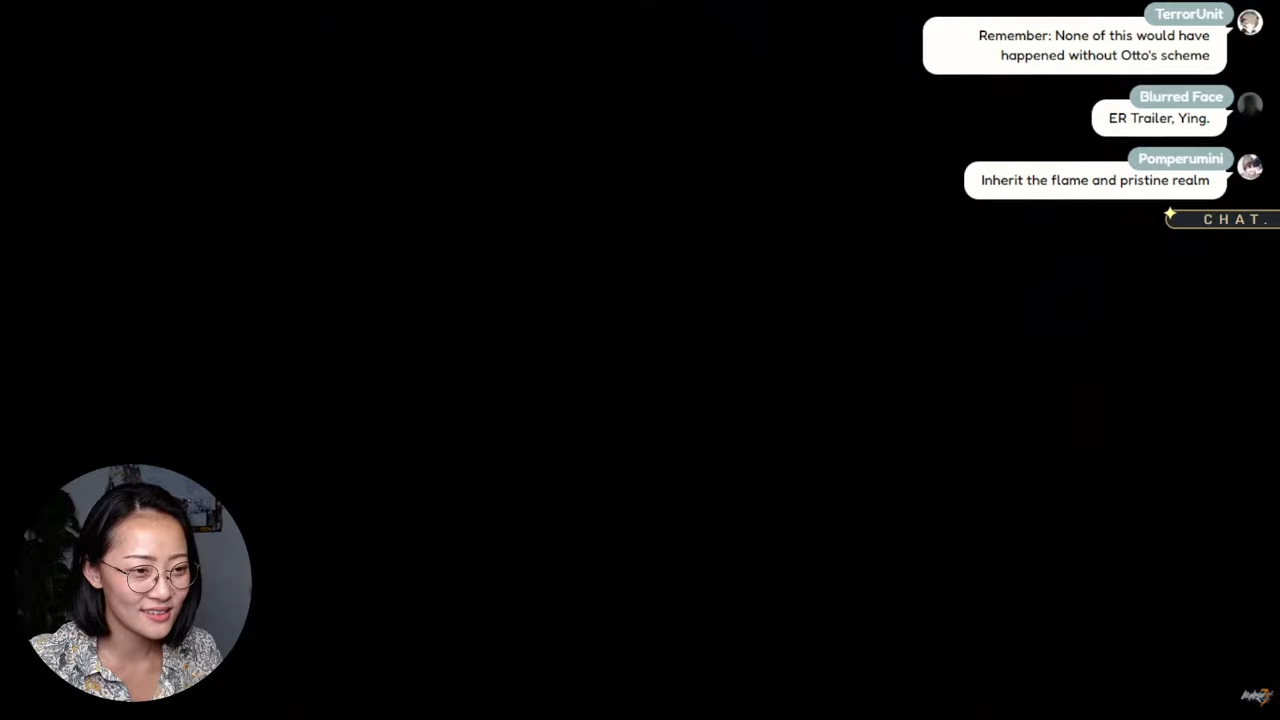 TerrorUnit
Remember: None of this would have
happened without Otto's scheme
Blurred Face
ER Trailer, Ying.
Pomperumini
Inherit the flame and pristine realm
CHAT.